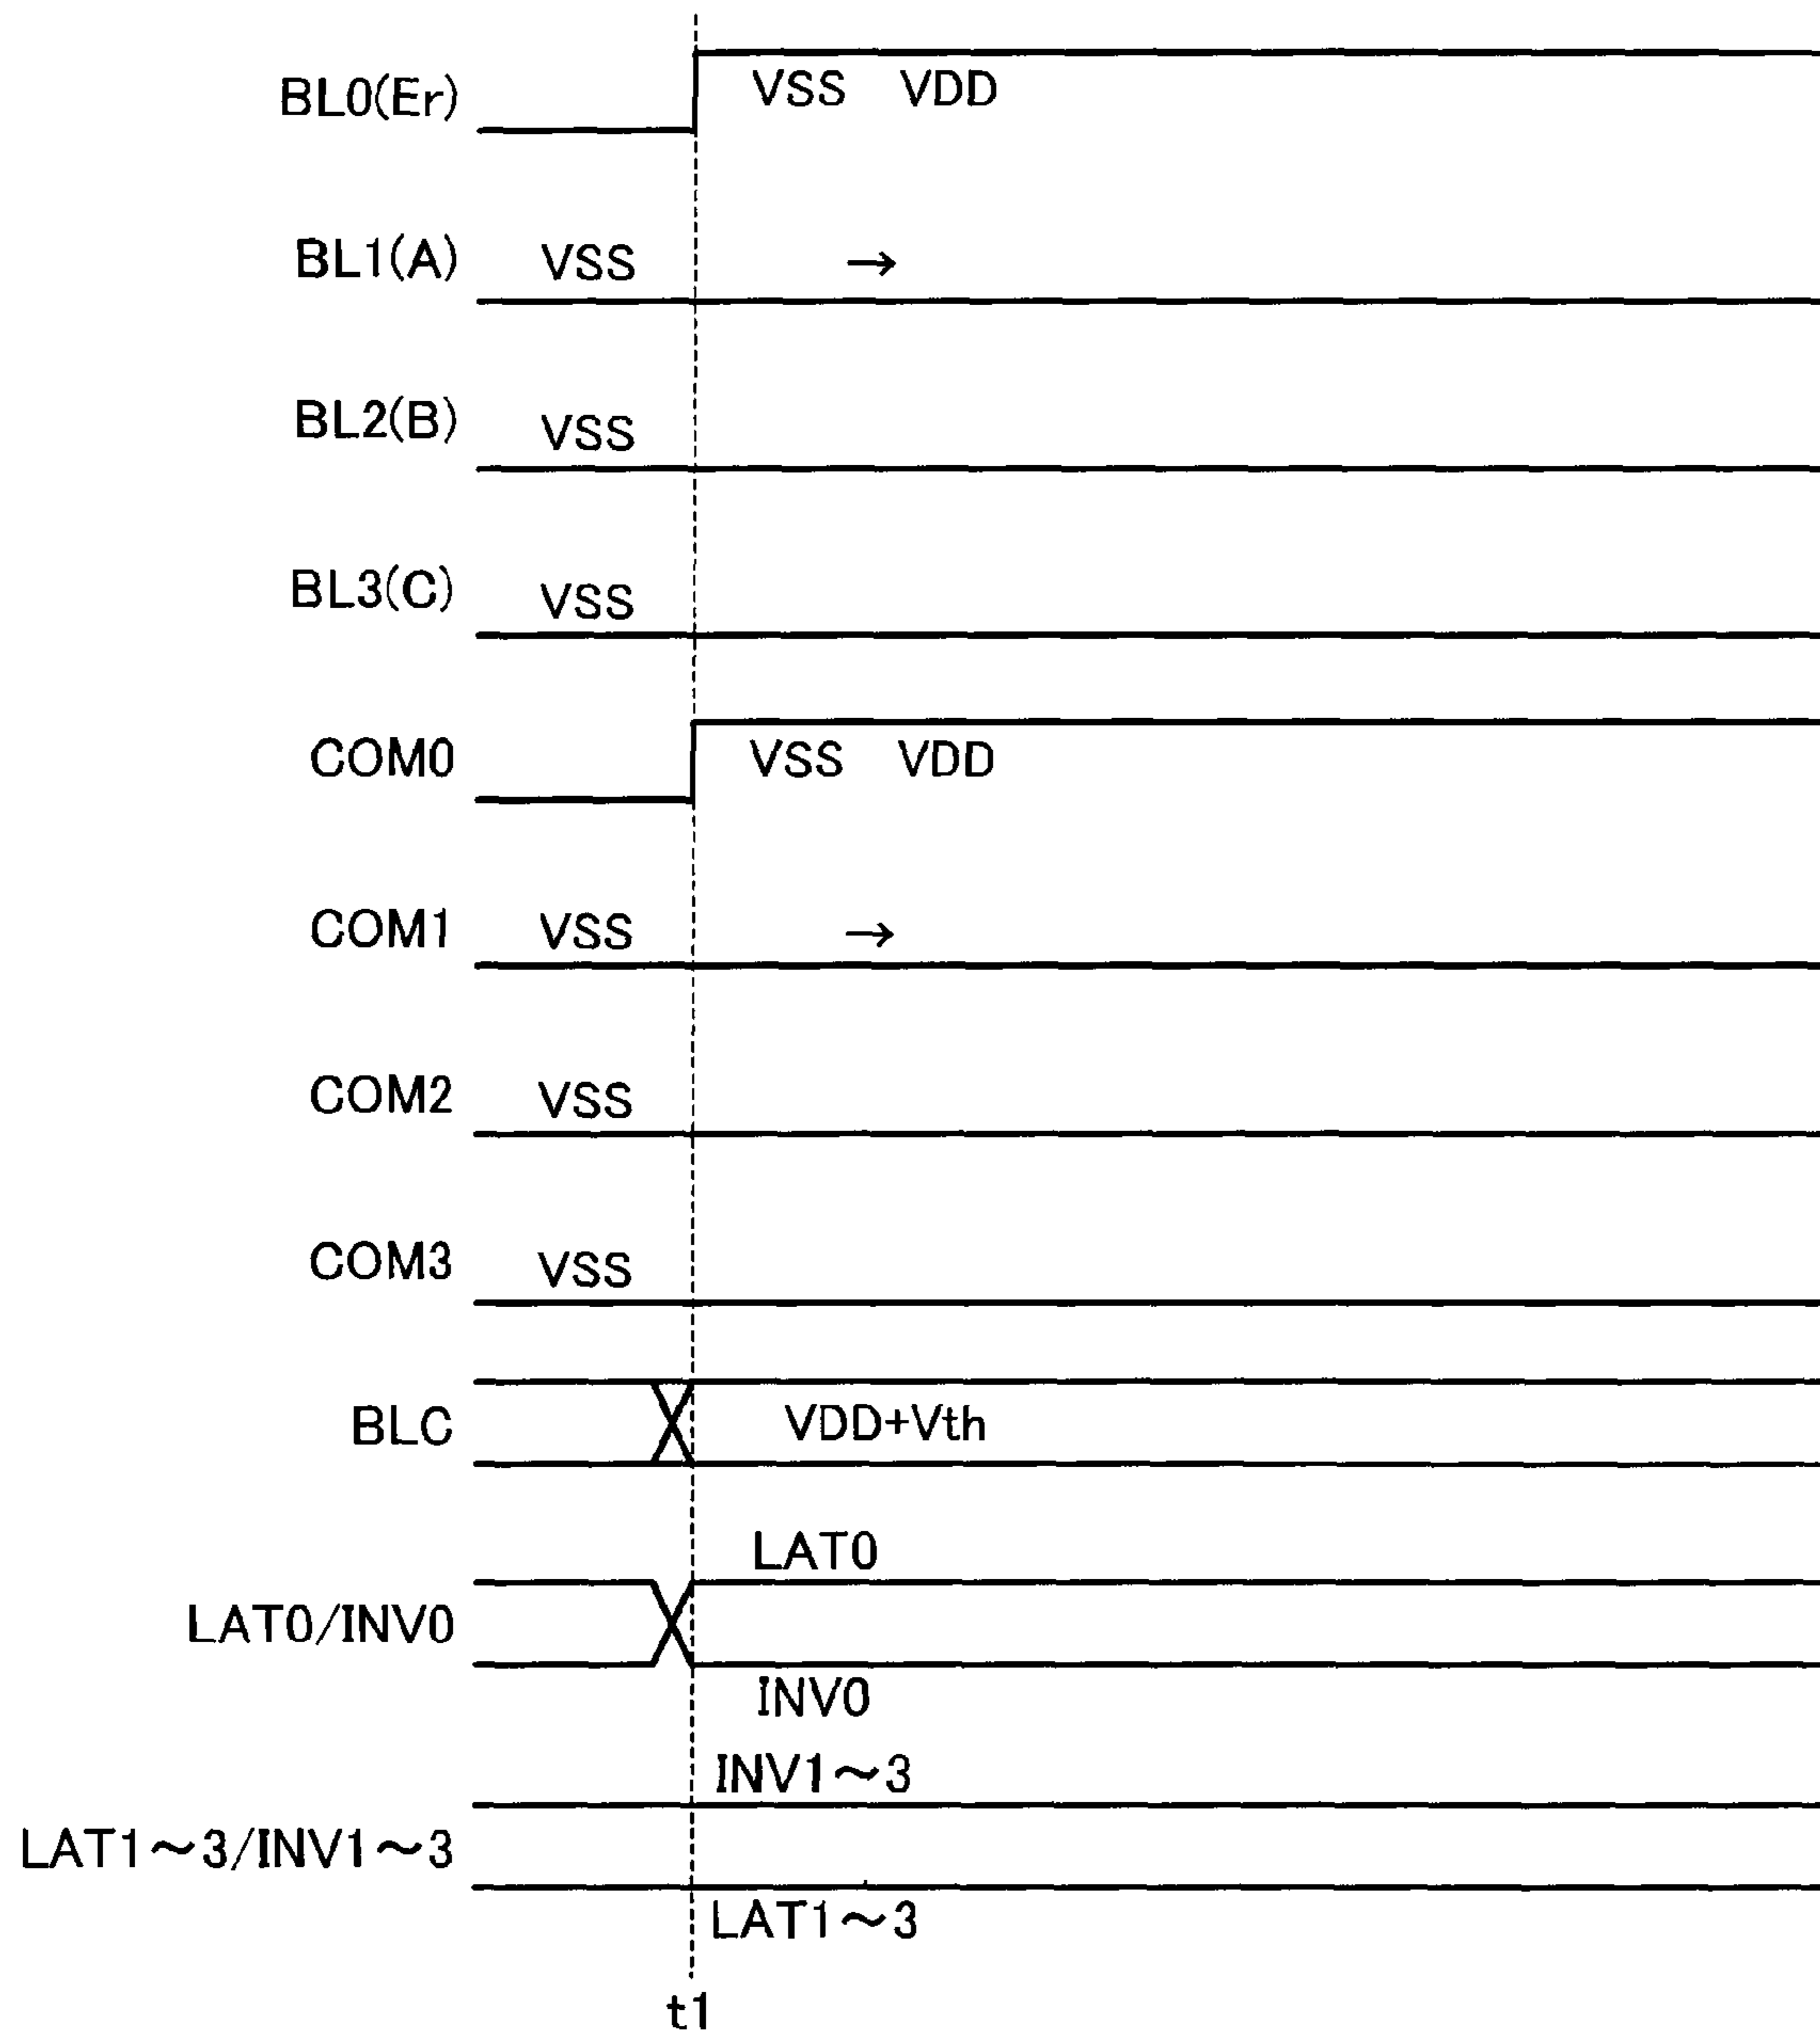 BL0(Er) VSS VDD
BL1(A) VSS →
BL2(B) VSS
BL3(C) VSS
COM0 VSS VDD
COM1 VSS →
COM2 VSS
COM3 VSS
BLC VDD+Vth
LAT0
LAT0/INV0
INV0
INV1～3
LAT1～3/INV1～3
LAT1～3
t1